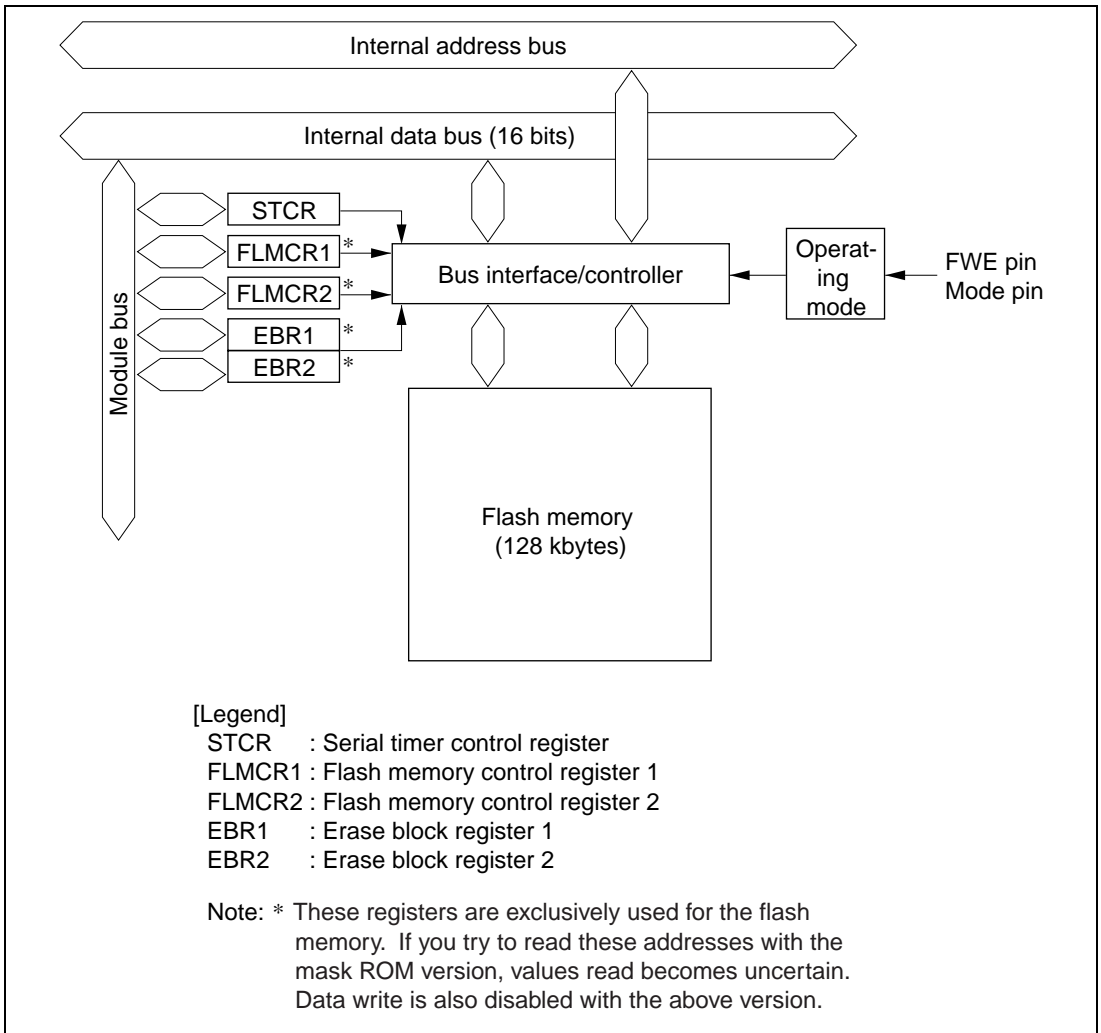 Internal address bus
Internal data bus (16 bits)
Module bus
STCR
FLMCR1 *
FLMCR2 *
EBR1 *
EBR2 *
Bus interface/controller
Operat-
ing
mode
FWE pin
Mode pin
Flash memory
(128 kbytes)
[Legend]
STCR : Serial timer control register
FLMCR1 : Flash memory control register 1
FLMCR2 : Flash memory control register 2
EBR1 : Erase block register 1
EBR2 : Erase block register 2
Note: * These registers are exclusively used for the flash
memory. If you try to read these addresses with the
mask ROM version, values read becomes uncertain.
Data write is also disabled with the above version.